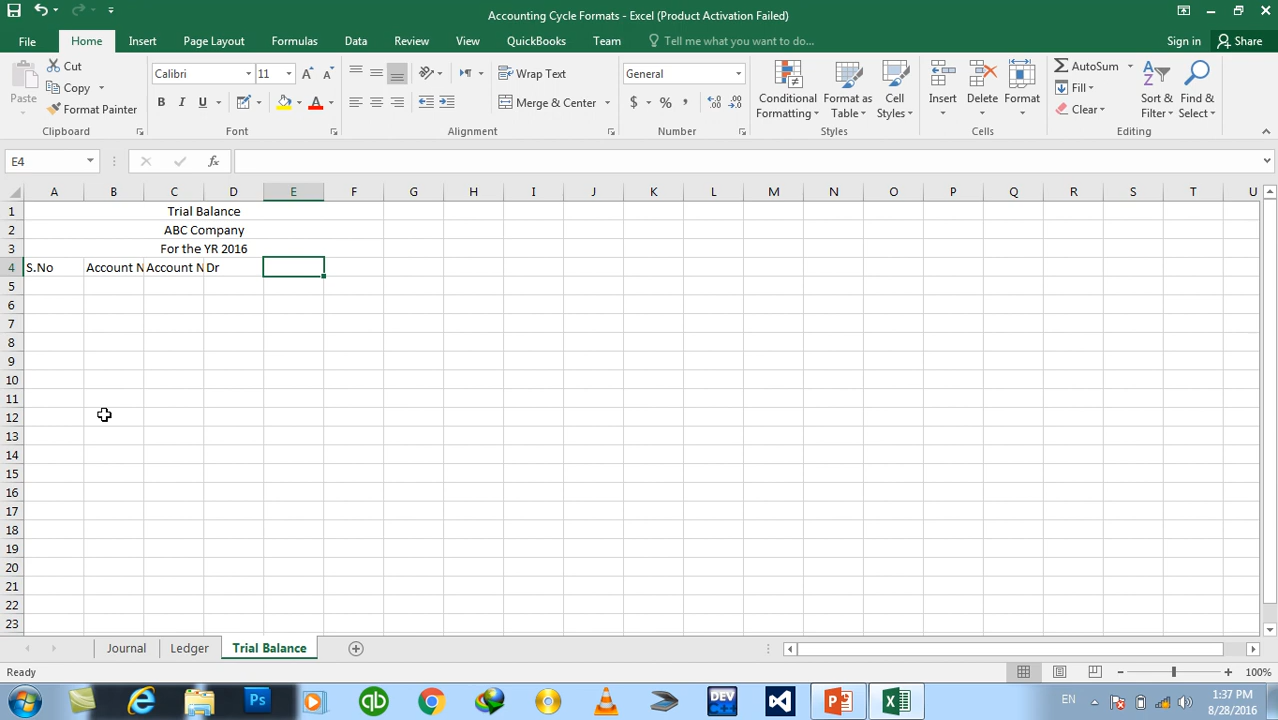 Accounting Cycle Formats - Excel (Product Activation Failed)
File Home Insert Page Layout Formulas Data Review View QuickBooks Team Tell me what you want to do... Sign in Share
Paste
Cut
Copy
Format Painter
Clipboard
Calibri 11
B I U
Font
Wrap Text
Merge & Center
Alignment
General
$ % ,
Number
Conditional Formatting
Format as Table
Cell Styles
Styles
Insert
Delete
Format
Cells
AutoSum
Fill
Clear
Sort & Filter
Find & Select
Editing
E4
fx
A B C D E F G H I J K L M N O P Q R S T U
1 Trial Balance
2 ABC Company
3 For the YR 2016
4 S.No Account N Account N Dr
5
6
7
8
9
10
11
12
13
14
15
16
17
18
19
20
21
22
23
Journal Ledger Trial Balance
Ready 100%
Ps qb DEV C++ EN 1:37 PM
8/28/2016